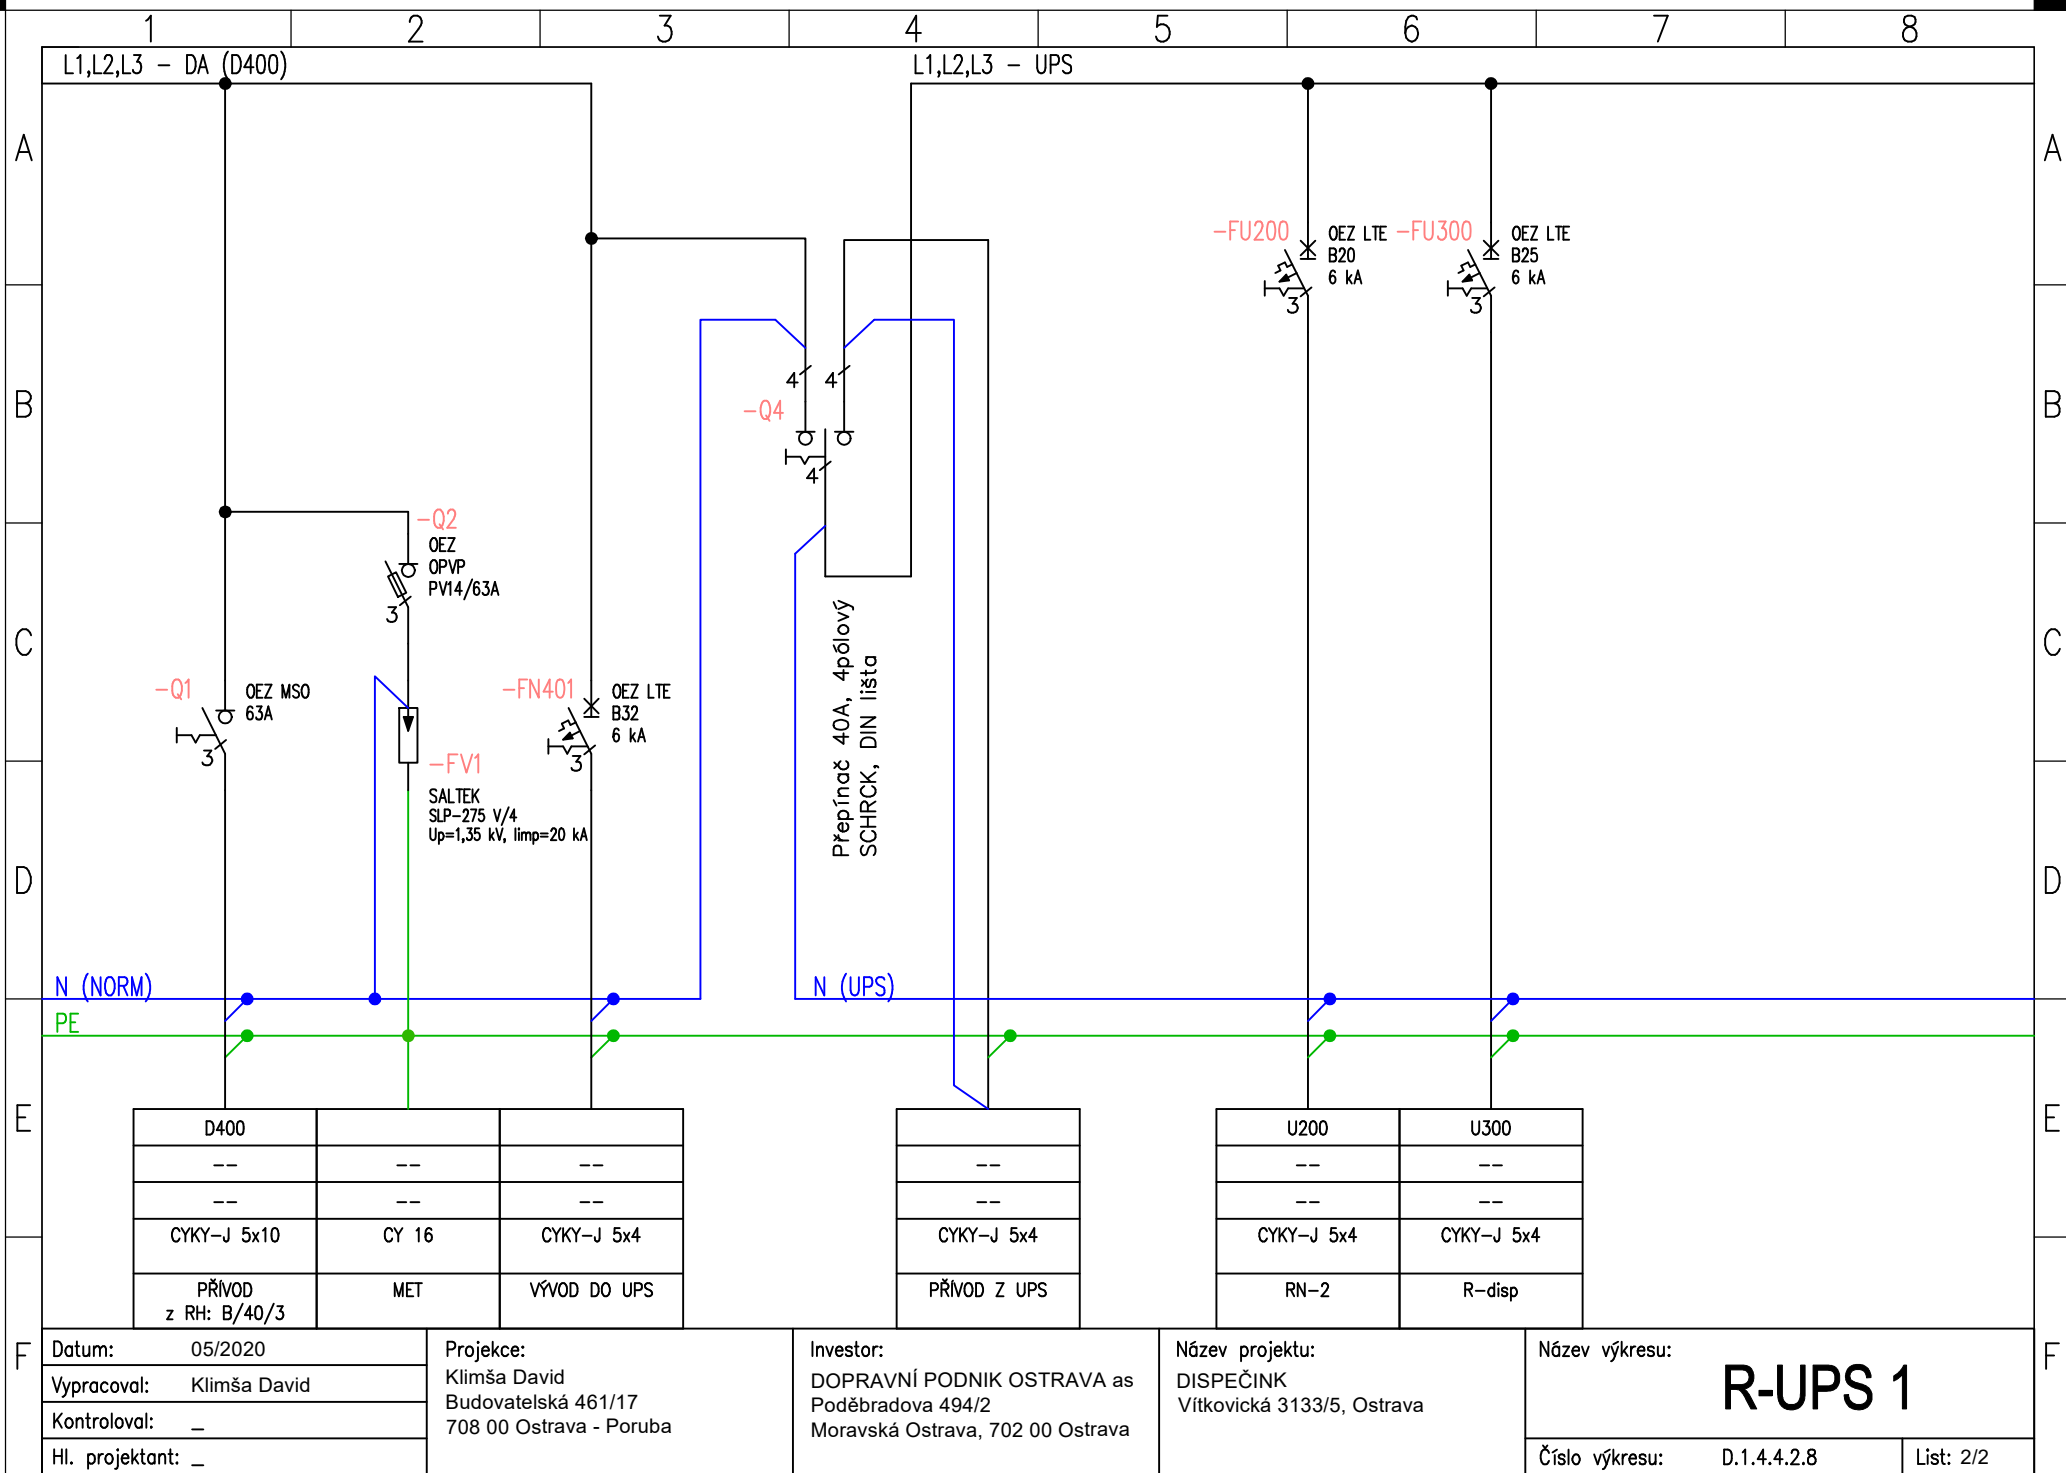 1 2 3 4 5 6 7 8
L1,L2,L3 - DA (D400)
L1,L2,L3 - UPS
A
A
-FU200
OEZ LTE
B20
6 kA
3
-FU300
OEZ LTE
B25
6 kA
3
B
B
4
4
-Q4
4
-Q2
OEZ
OPVP
PV14/63A
3
C
C
-Q1
OEZ MSO
63A
3
-FN401
OEZ LTE
B32
6 kA
3
Přepínač 40A, 4pólový
SCHRCK, DIN lišta
-FV1
SALTEK
SLP-275 V/4
Up=1,35 kV, Iimp=20 kA
D
D
N (NORM)
N (UPS)
PE
E
E
D400
U200
U300
--
--
--
--
--
--
--
--
--
--
--
--
CYKY-J 5x10
CY 16
CYKY-J 5x4
CYKY-J 5x4
CYKY-J 5x4
CYKY-J 5x4
PŘÍVOD
z RH: B/40/3
MET
VÝVOD DO UPS
PŘÍVOD Z UPS
RN-2
R-disp
F
F
Datum: 05/2020
Vypracoval: Klimša David
Kontroloval: _
Hl. projektant: _
Projekce:
Klimša David
Budovatelská 461/17
708 00 Ostrava - Poruba
Investor:
DOPRAVNÍ PODNIK OSTRAVA as
Poděbradova 494/2
Moravská Ostrava, 702 00 Ostrava
Název projektu:
DISPEČINK
Vítkovická 3133/5, Ostrava
Název výkresu:
R-UPS 1
Číslo výkresu: D.1.4.4.2.8
List: 2/2